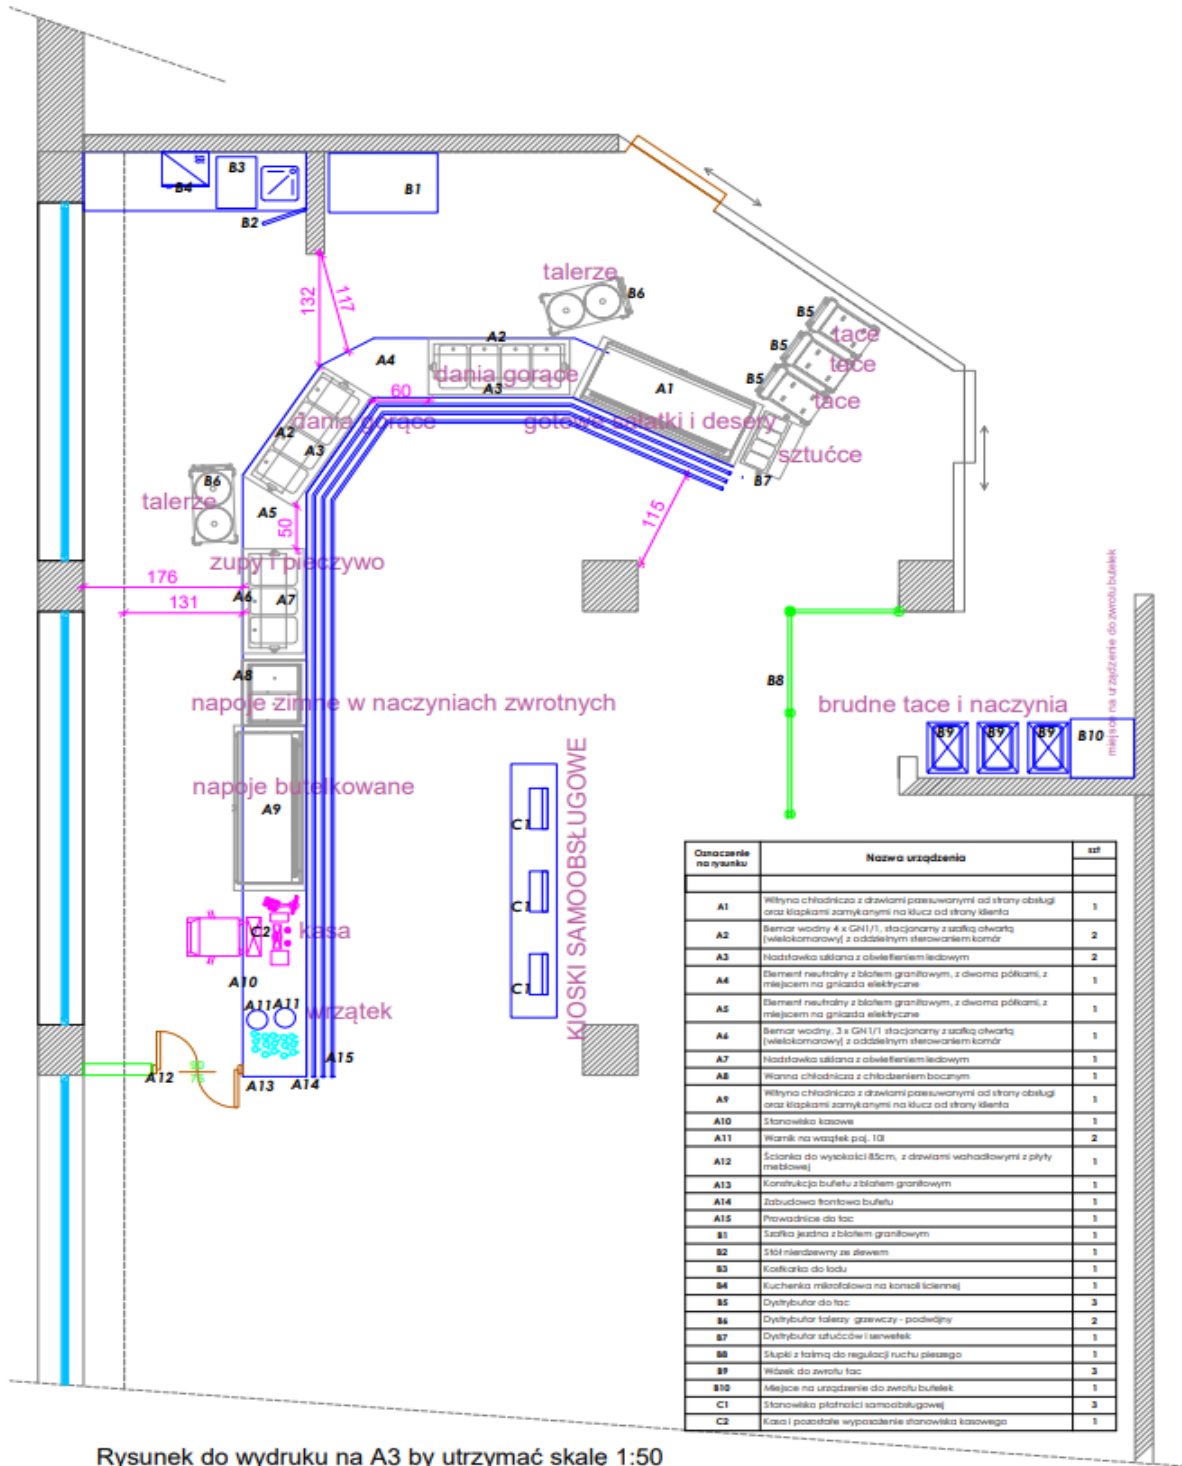 B4
B3
B2
B1
132
117
talerze
B6
B5
tace
B5
tace
B5
tace
A4
A2
dania gorące
A3
60
A1
gotowe sałatki i desery
sztućce
B7
dania gorące
A2
A3
talerze
B6
A5
50
115
zupy i pieczywo
176
131
A6
A7
A8
napoje zimne w naczyniach zwrotnych
napoje butelkowane
A9
C2
kasa
A10
A11
A11
wrzątek
A12
90
75
A13
A14
A15
C1
C1
C1
KIOSKI SAMOOBSŁUGOWE
B8
brudne tace i naczynia
B9
B9
B9
B10
miejsce na urządzenie do zwrotu butelek
Oznaczenie na rysunku Nazwa urządzenia szt
A1 Witryna chłodnicza z drzwiami przesuwanymi od strony obsługi oraz klapkami zamykanymi na klucz od strony klienta 1
A2 Bemar wodny 4 x GN1/1, stacjonarny z szafką otwartą (wielokomorowy) z oddzielnym sterowaniem komór 2
A3 Nadstawka szklana z oświetleniem ledowym 2
A4 Element neutralny z blatem granitowym, z dwoma półkami, z miejscem na gniazda elektryczne 1
A5 Element neutralny z blatem granitowym, z dwoma półkami, z miejscem na gniazda elektryczne 1
A6 Bemar wodny, 3 x GN1/1 stacjonarny z szafką otwartą (wielokomorowy) z oddzielnym sterowaniem komór 1
A7 Nadstawka szklana z oświetleniem ledowym 1
A8 Wanna chłodnicza z chłodzeniem bocznym 1
A9 Witryna chłodnicza z drzwiami przesuwanymi od strony obsługi oraz klapkami zamykanymi na klucz od strony klienta 1
A10 Stanowisko kasowe 1
A11 Warnik na wrzątek poj. 10l 2
A12 Ścianka do wysokości 85cm, z drzwiami wahadłowymi z płyty meblowej 1
A13 Konstrukcja bufetu z blatem granitowym 1
A14 Zabudowa frontowa bufetu 1
A15 Prowadnice do tac 1
B1 Szafka jezdna z blatem granitowym 1
B2 Stół nierdzewny ze zlewem 1
B3 Kostkarka do lodu 1
B4 Kuchenka mikrofalowa na konsoli ściennej 1
B5 Dystrybutor do tac 3
B6 Dystrybutor talerzy grzewczy - podwójny 2
B7 Dystrybutor sztućców i serwetek 1
B8 Słupki z taśmą do regulacji ruchu pieszego 1
B9 Wózek do zwrotu tac 3
B10 Miejsce na urządzenie do zwrotu butelek 1
C1 Stanowisko płatności samoobsługowej 3
C2 Kasa i pozostałe wyposażenie stanowiska kasowego 1
Rysunek do wydruku na A3 by utrzymać skale 1:50